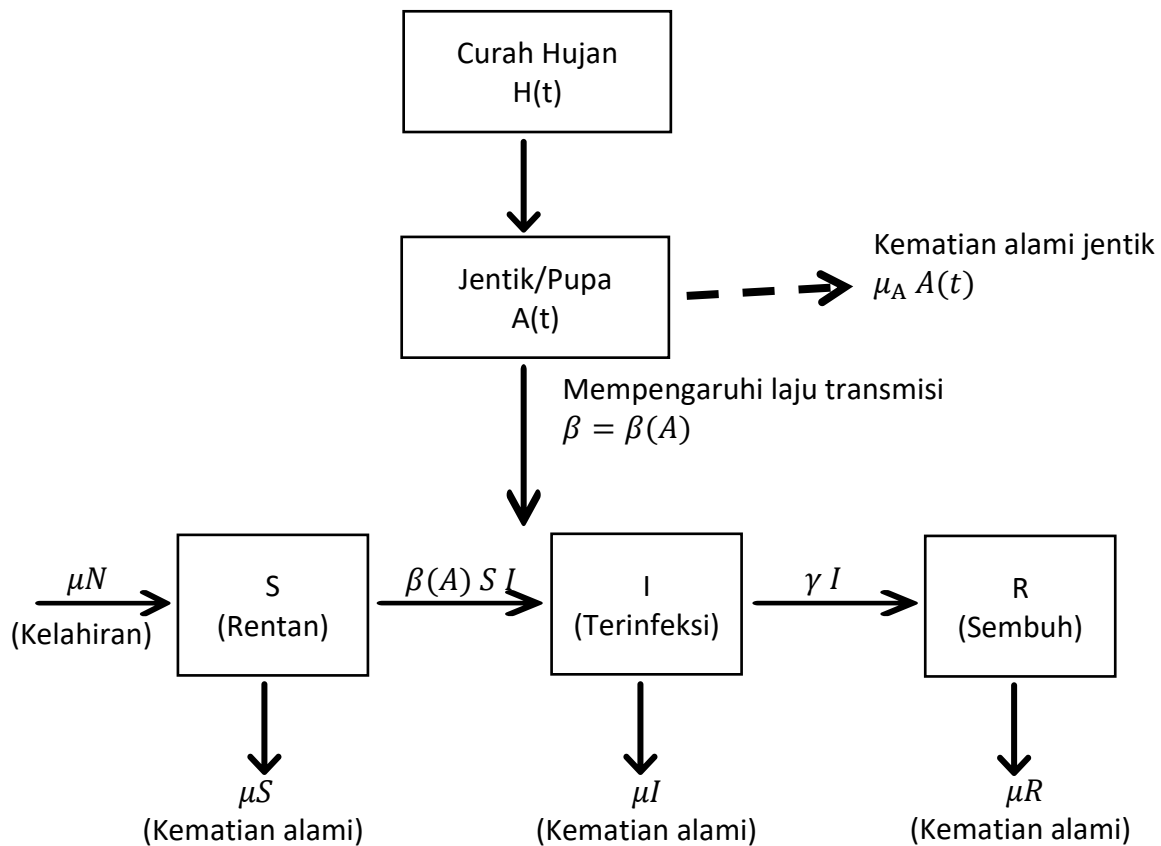 Curah Hujan
H(t)
Jentik/Pupa
A(t)
Kematian alami jentik
μ_A A(t)
Mempengaruhi laju transmisi
β = β(A)
μN
(Kelahiran)
S
(Rentan)
β(A) S I
I
(Terinfeksi)
γ I
R
(Sembuh)
μS
(Kematian alami)
μI
(Kematian alami)
μR
(Kematian alami)